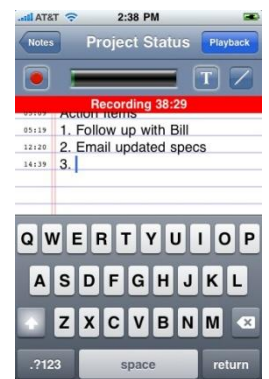 AT&T 2:38 PM
Notes Project Status Playback
T
Recording 38:29
Action Items
05:19 1. Follow up with Bill
12:20 2. Email updated specs
14:39 3.
Q W E R T Y U I O P
A S D F G H J K L
Z X C V B N M
.?123 space return